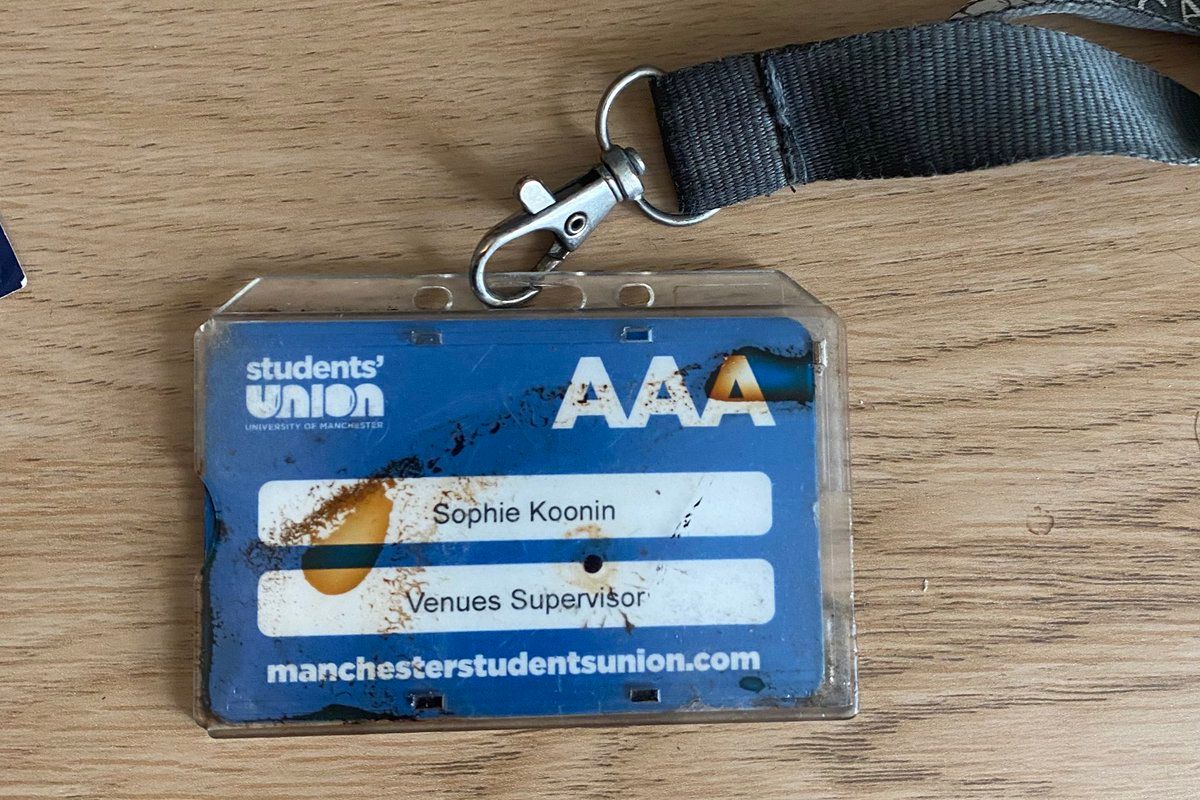 students'
union
UNIVERSITY OF MANCHESTER
AAA
Sophie Koonin
Venues Supervisor
manchesterstudentsunion.com